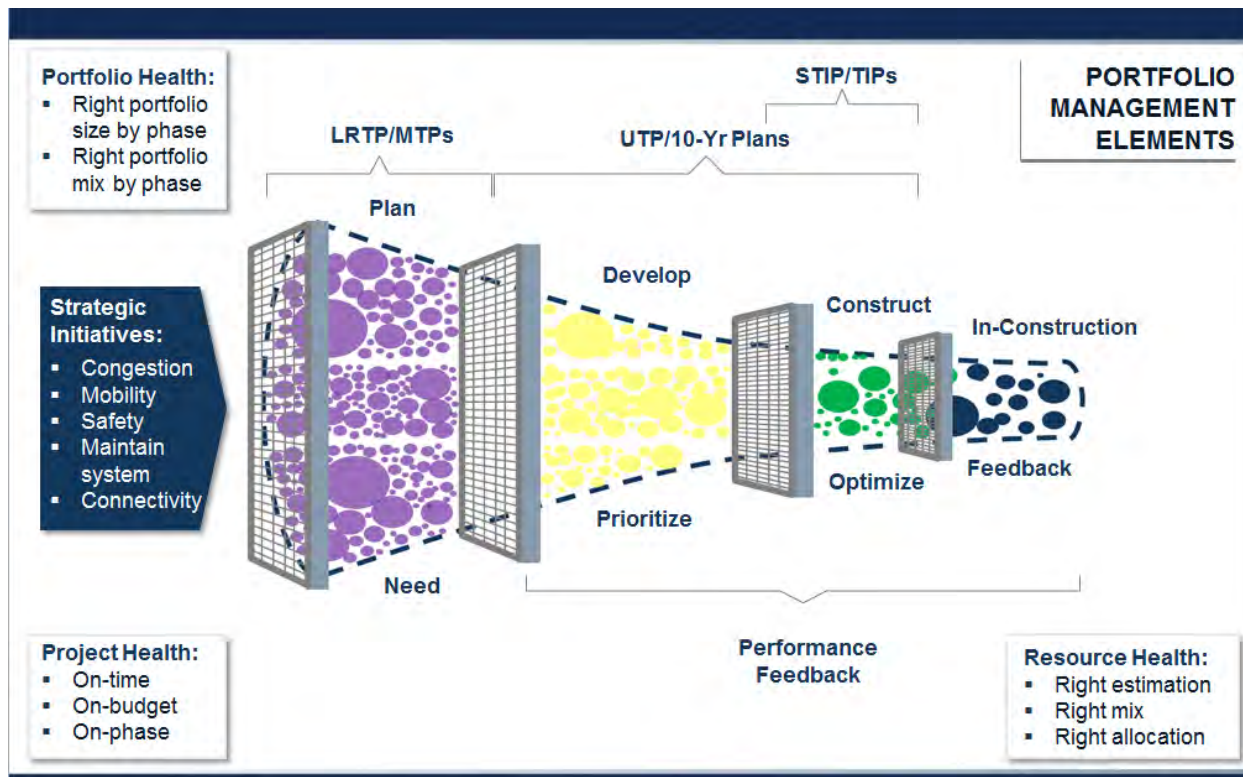 Portfolio Health:
▪ Right portfolio
size by phase
▪ Right portfolio
mix by phase
STIP/TIPs
PORTFOLIO
MANAGEMENT
ELEMENTS
LRTP/MTPs
UTP/10-Yr Plans
Plan
Develop
Construct
In-Construction
Strategic
Initiatives:
▪ Congestion
▪ Mobility
▪ Safety
▪ Maintain
system
▪ Connectivity
Need
Prioritize
Optimize
Feedback
Performance
Feedback
Project Health:
▪ On-time
▪ On-budget
▪ On-phase
Resource Health:
▪ Right estimation
▪ Right mix
▪ Right allocation